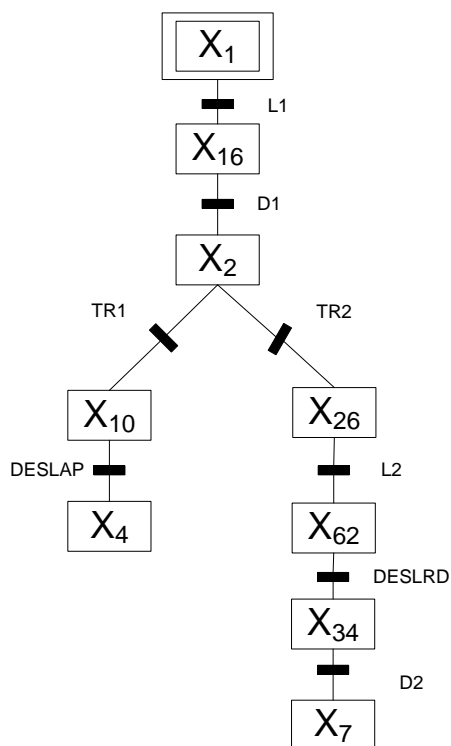 X1
L1
X16
D1
X2
TR1
TR2
X10
X26
DESLAP
L2
X4
X62
DESLRD
X34
D2
X7